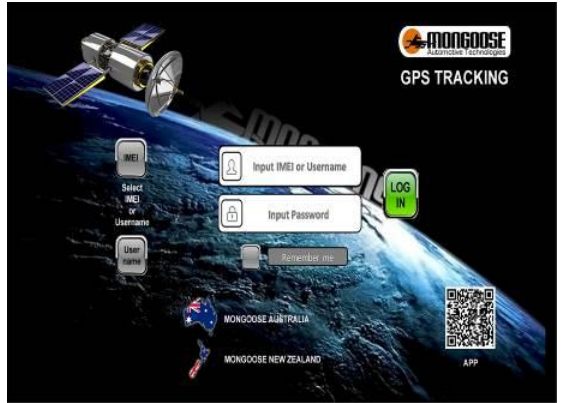 MONGOOSE
Automotive Technologies
GPS TRACKING
IMEI
Select
IMEI
or
Username
User
name
Input IMEI or Username
Input Password
Remember me
LOG
IN
MONGOOSE AUSTRALIA
MONGOOSE NEW ZEALAND
APP